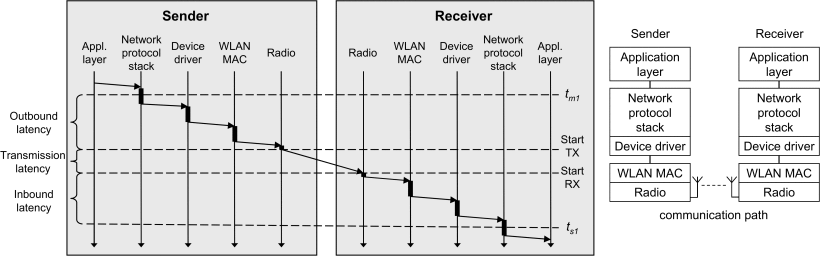 Sender
Receiver
Appl. layer
Network protocol stack
Device driver
WLAN MAC
Radio
Radio
WLAN MAC
Device driver
Network protocol stack
Appl. layer
Outbound latency
Transmission latency
Inbound latency
tm1
Start TX
Start RX
ts1
Sender
Receiver
Application layer
Application layer
Network protocol stack
Network protocol stack
Device driver
Device driver
WLAN MAC
WLAN MAC
Radio
Radio
communication path